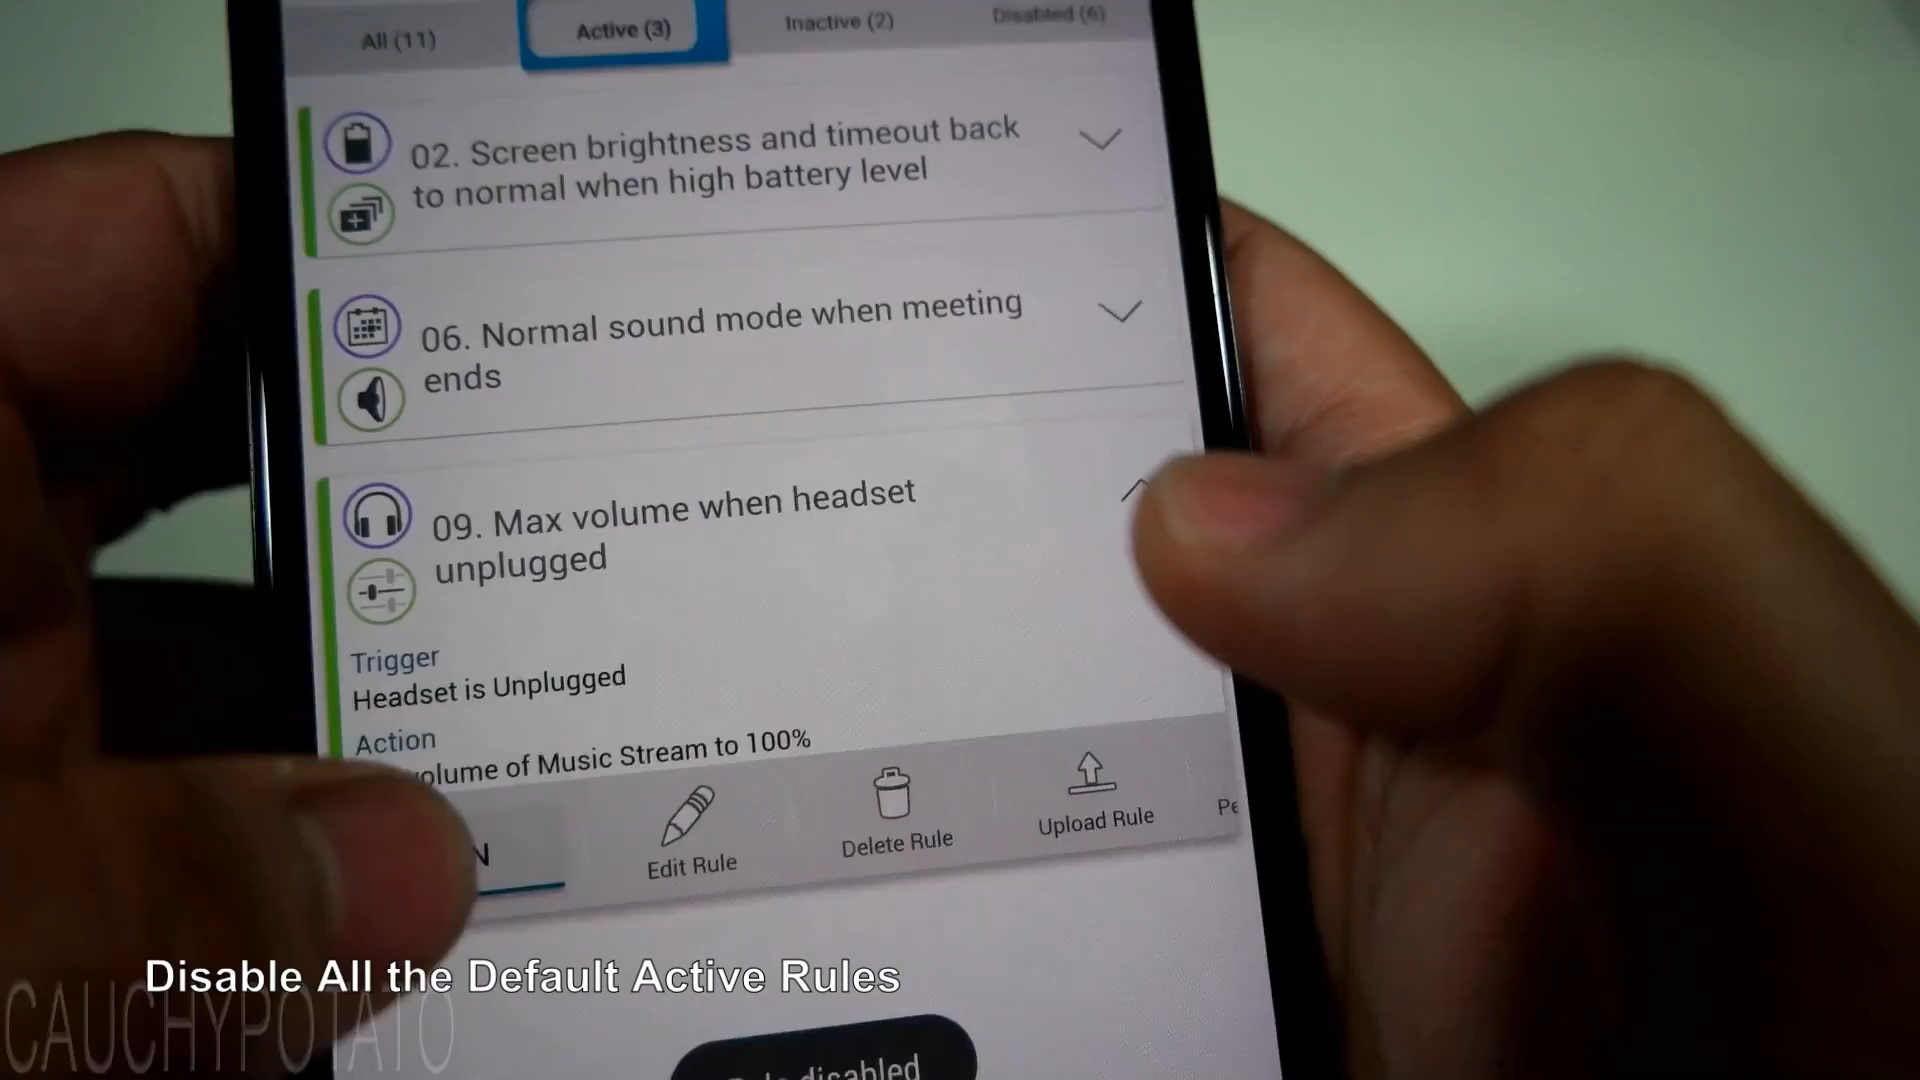 All (11)
Active (3)
Inactive (2)
Disabled (6)
02. Screen brightness and timeout back
to normal when high battery level
06. Normal sound mode when meeting
ends
09. Max volume when headset
unplugged
Trigger
Headset is Unplugged
Action
of Music Stream to 100%
Edit Rule
Delete Rule
Upload Rule
Disable All the Default Active Rules
CAUCHYPOTATO
disabled